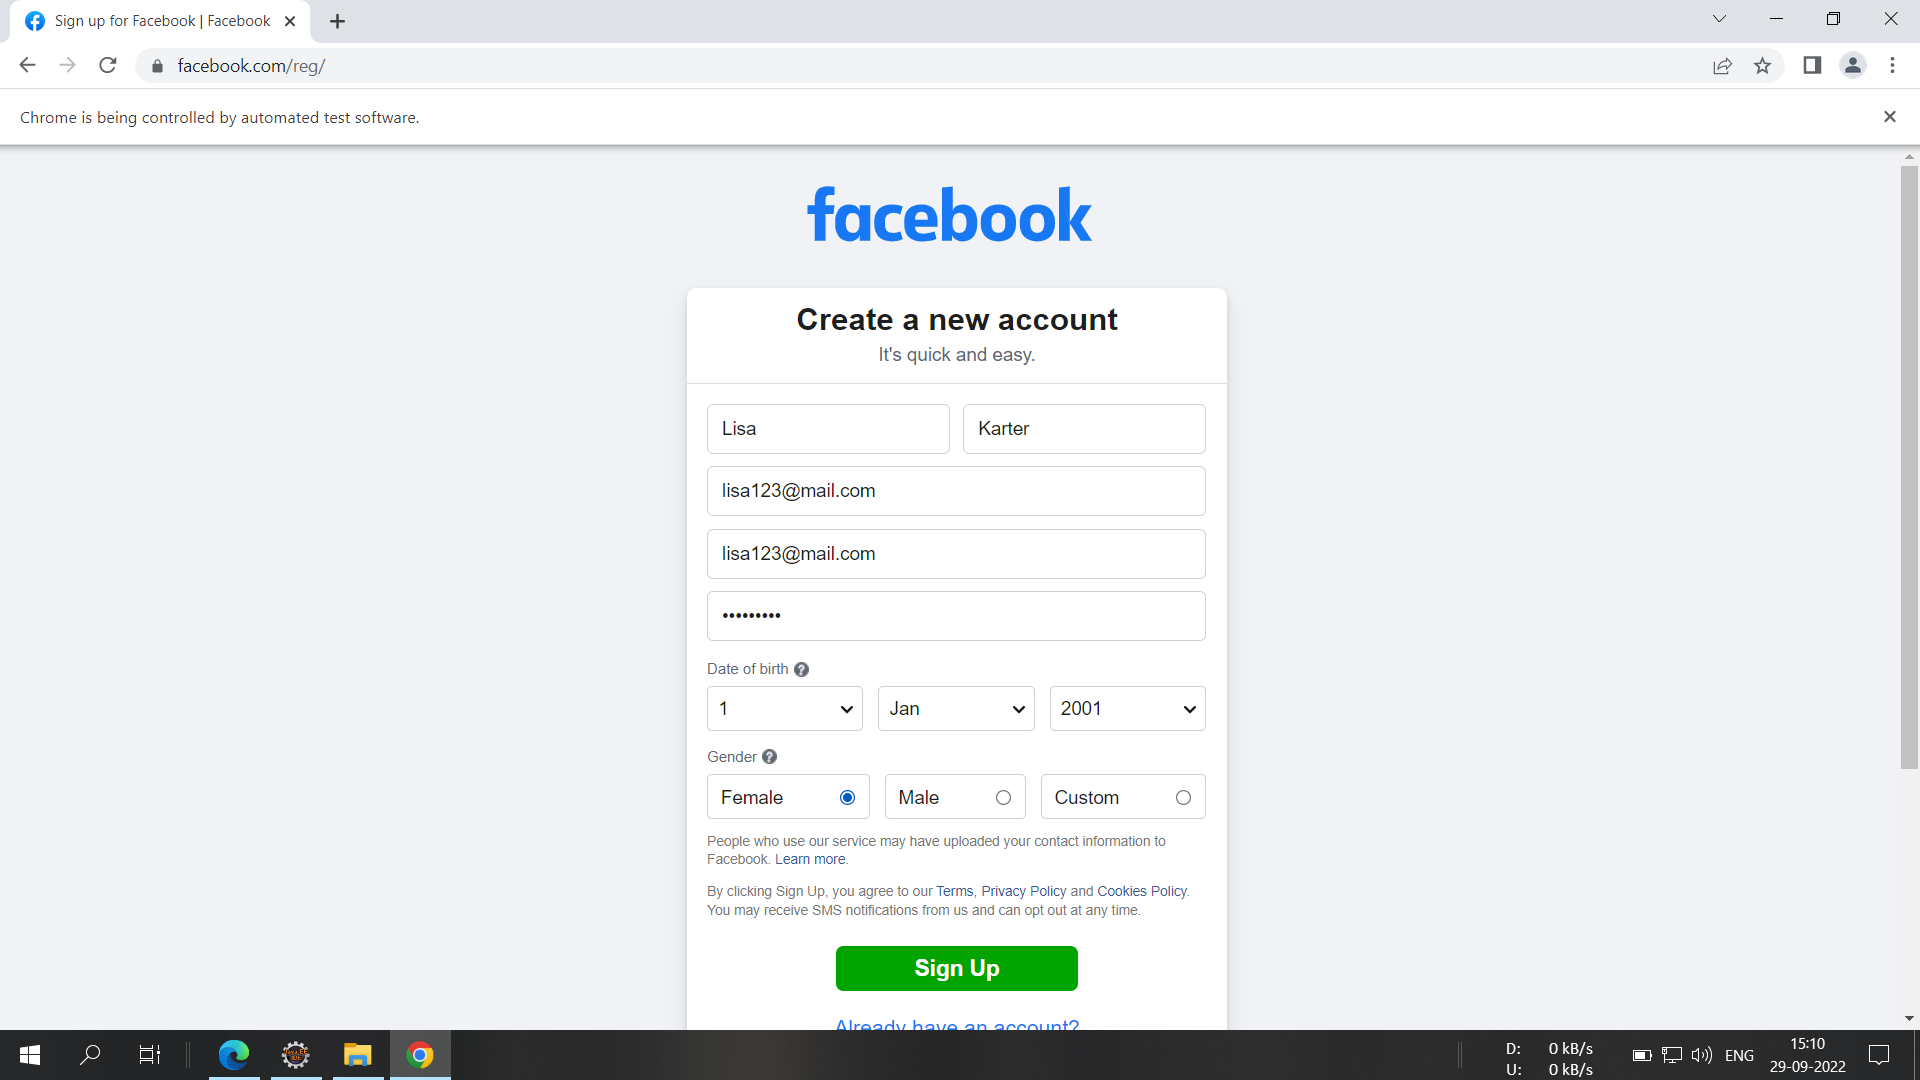 Sign up for Facebook | Facebook
facebook.com/reg/
Chrome is being controlled by automated test software.
facebook
Create a new account
It's quick and easy.
Lisa Karter
lisa123@mail.com
lisa123@mail.com
•••••••••
Date of birth ?
1 Jan 2001
Gender ?
Female Male Custom
People who use our service may have uploaded your contact information to
Facebook. Learn more.
By clicking Sign Up, you agree to our Terms, Privacy Policy and Cookies Policy.
You may receive SMS notifications from us and can opt out at any time.
Sign Up
Already have an account?
D: 0 kB/s
U: 0 kB/s
ENG
15:10
29-09-2022